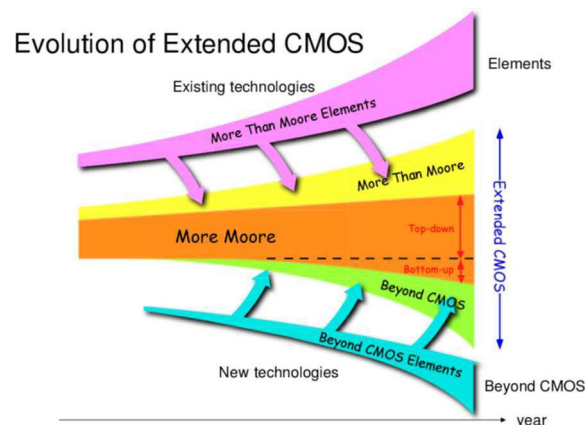 Evolution of Extended CMOS
Elements
Existing technologies
More Than Moore Elements
More Than Moore
More Moore
Top-down
Bottom-up
Extended CMOS
Beyond CMOS
Beyond CMOS Elements
New technologies
Beyond CMOS
year